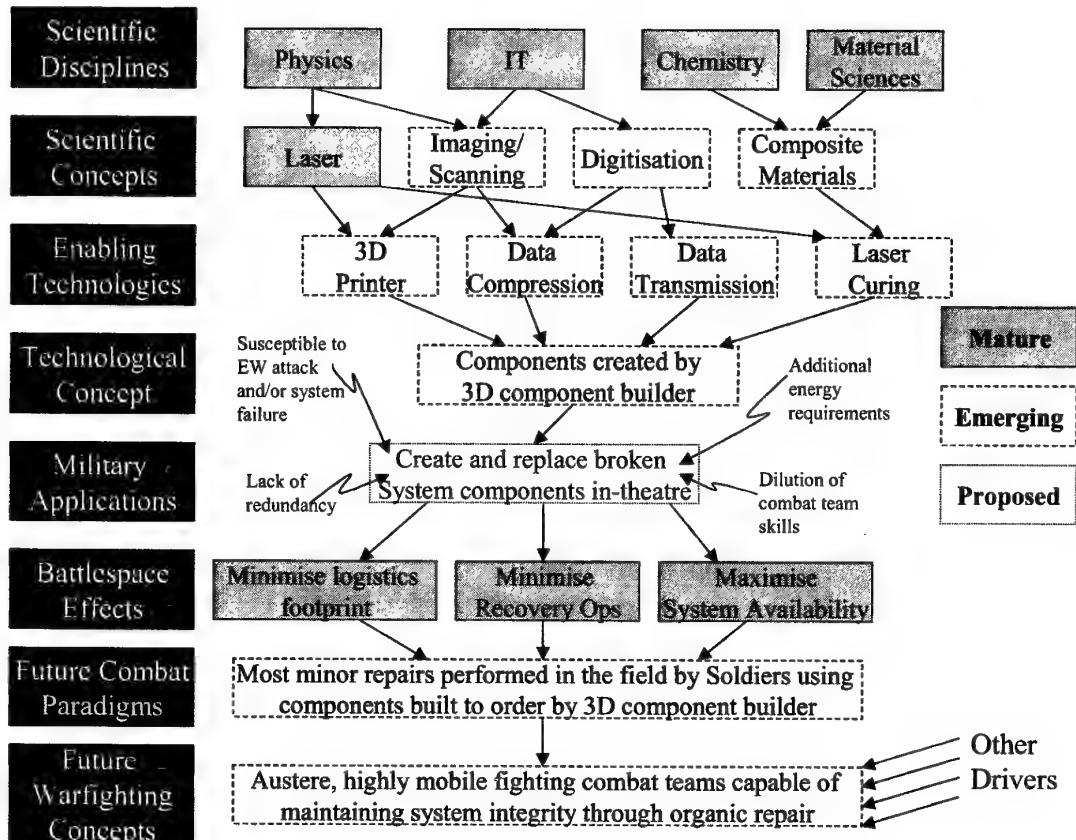 Scientific
Disciplines
Physics
IT
Chemistry
Material
Sciences
Scientific
Concepts
Laser
Imaging/
Scanning
Digitisation
Composite
Materials
Enabling
Technologies
3D
Printer
Data
Compression
Data
Transmission
Laser
Curing
Technological
Concept
Susceptible to
EW attack
and/or system
failure
Components created by
3D component builder
Additional
energy
requirements
Mature
Emerging
Proposed
Military
Applications
Lack of
redundancy
Create and replace broken
System components in-theatre
Dilution of
combat team
skills
Battlespace
Effects
Minimise logistics
footprint
Minimise
Recovery Ops
Maximise
System Availability
Future Combat
Paradigms
Most minor repairs performed in the field by Soldiers using
components built to order by 3D component builder
Future
Warfighting
Concepts
Austere, highly mobile fighting combat teams capable of
maintaining system integrity through organic repair
Other
Drivers